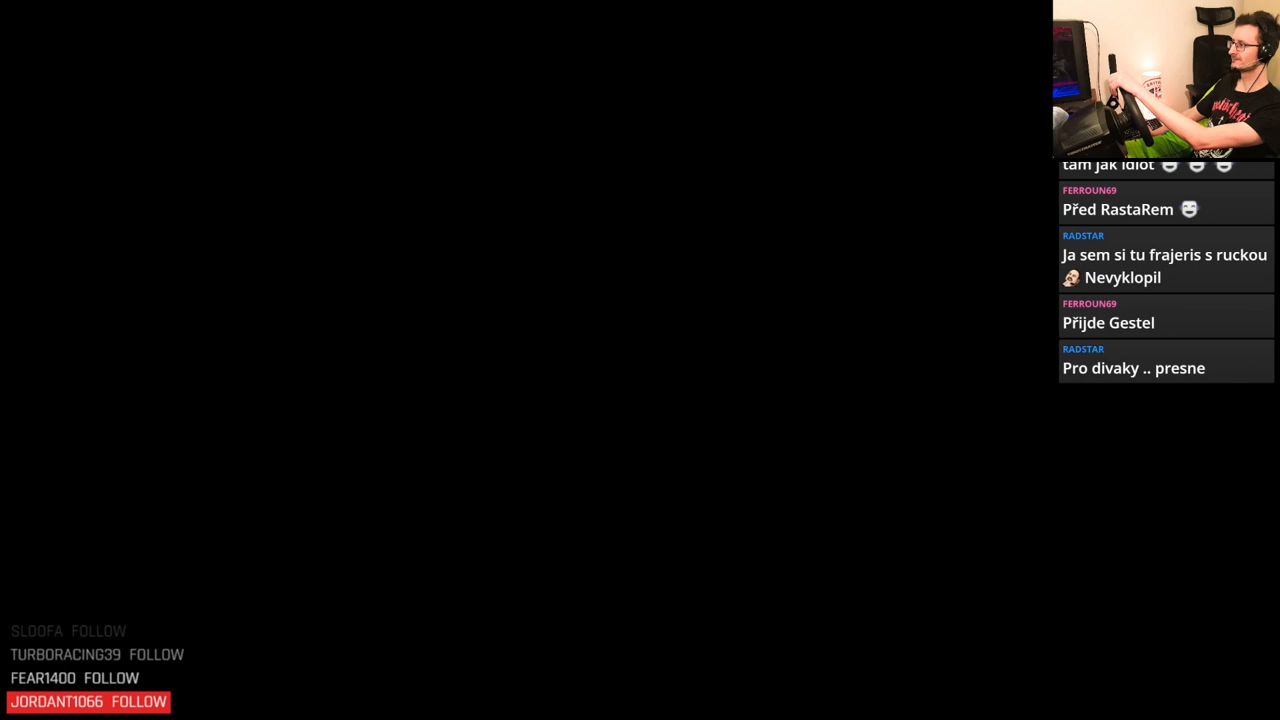 tam jak idiot
FERROUN69
Před RastaRem
RADSTAR
Ja sem si tu frajeris s ruckou
Nevyklopil
FERROUN69
Přijde Gestel
RADSTAR
Pro divaky .. presne
SLOOFA FOLLOW
TURBORACING39 FOLLOW
FEAR1400 FOLLOW
JORDANT1066 FOLLOW